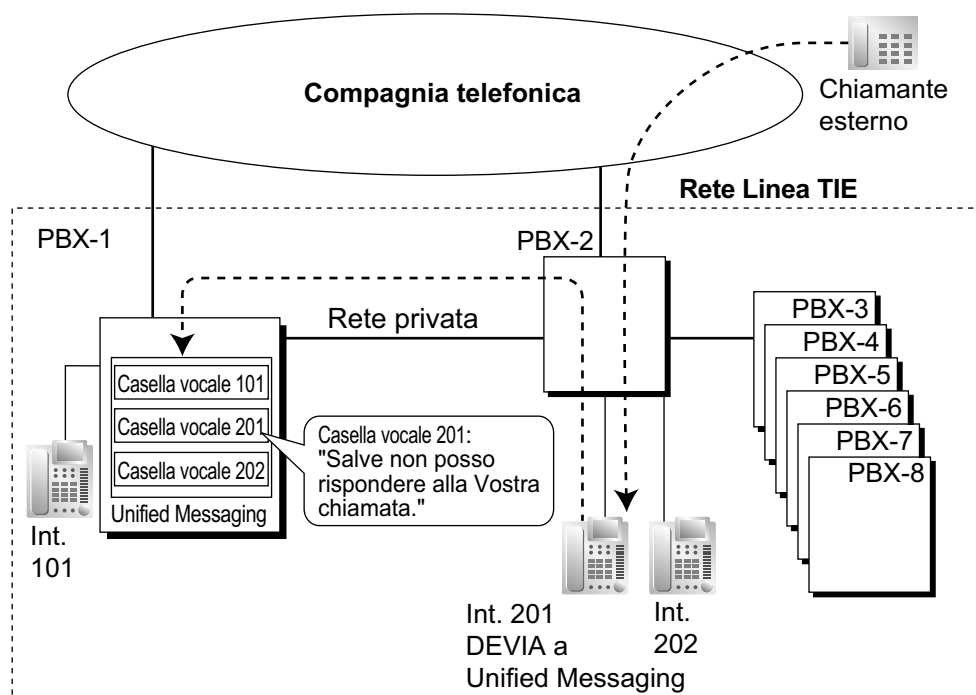 Compagnia telefonica
Chiamante
esterno
Rete Linea TIE
PBX-1
PBX-2
Rete privata
PBX-3
PBX-4
PBX-5
PBX-6
PBX-7
PBX-8
Casella vocale 101
Casella vocale 201
Casella vocale 202
Unified Messaging
Casella vocale 201:
"Salve non posso
rispondere alla Vostra
chiamata."
Int.
101
Int. 201
DEVIA a
Unified Messaging
Int.
202